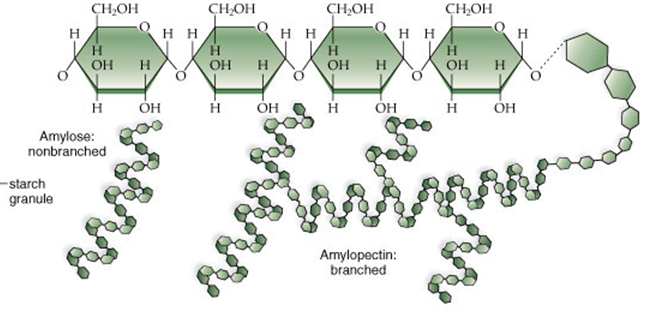 CH₂OH CH₂OH CH₂OH CH₂OH
O O O O
H H H H H H H H
H H H H
OH H OH H OH H OH H
O O O O O
H OH H OH H OH H OH
Amylose:
nonbranched
starch
granule
Amylopectin:
branched